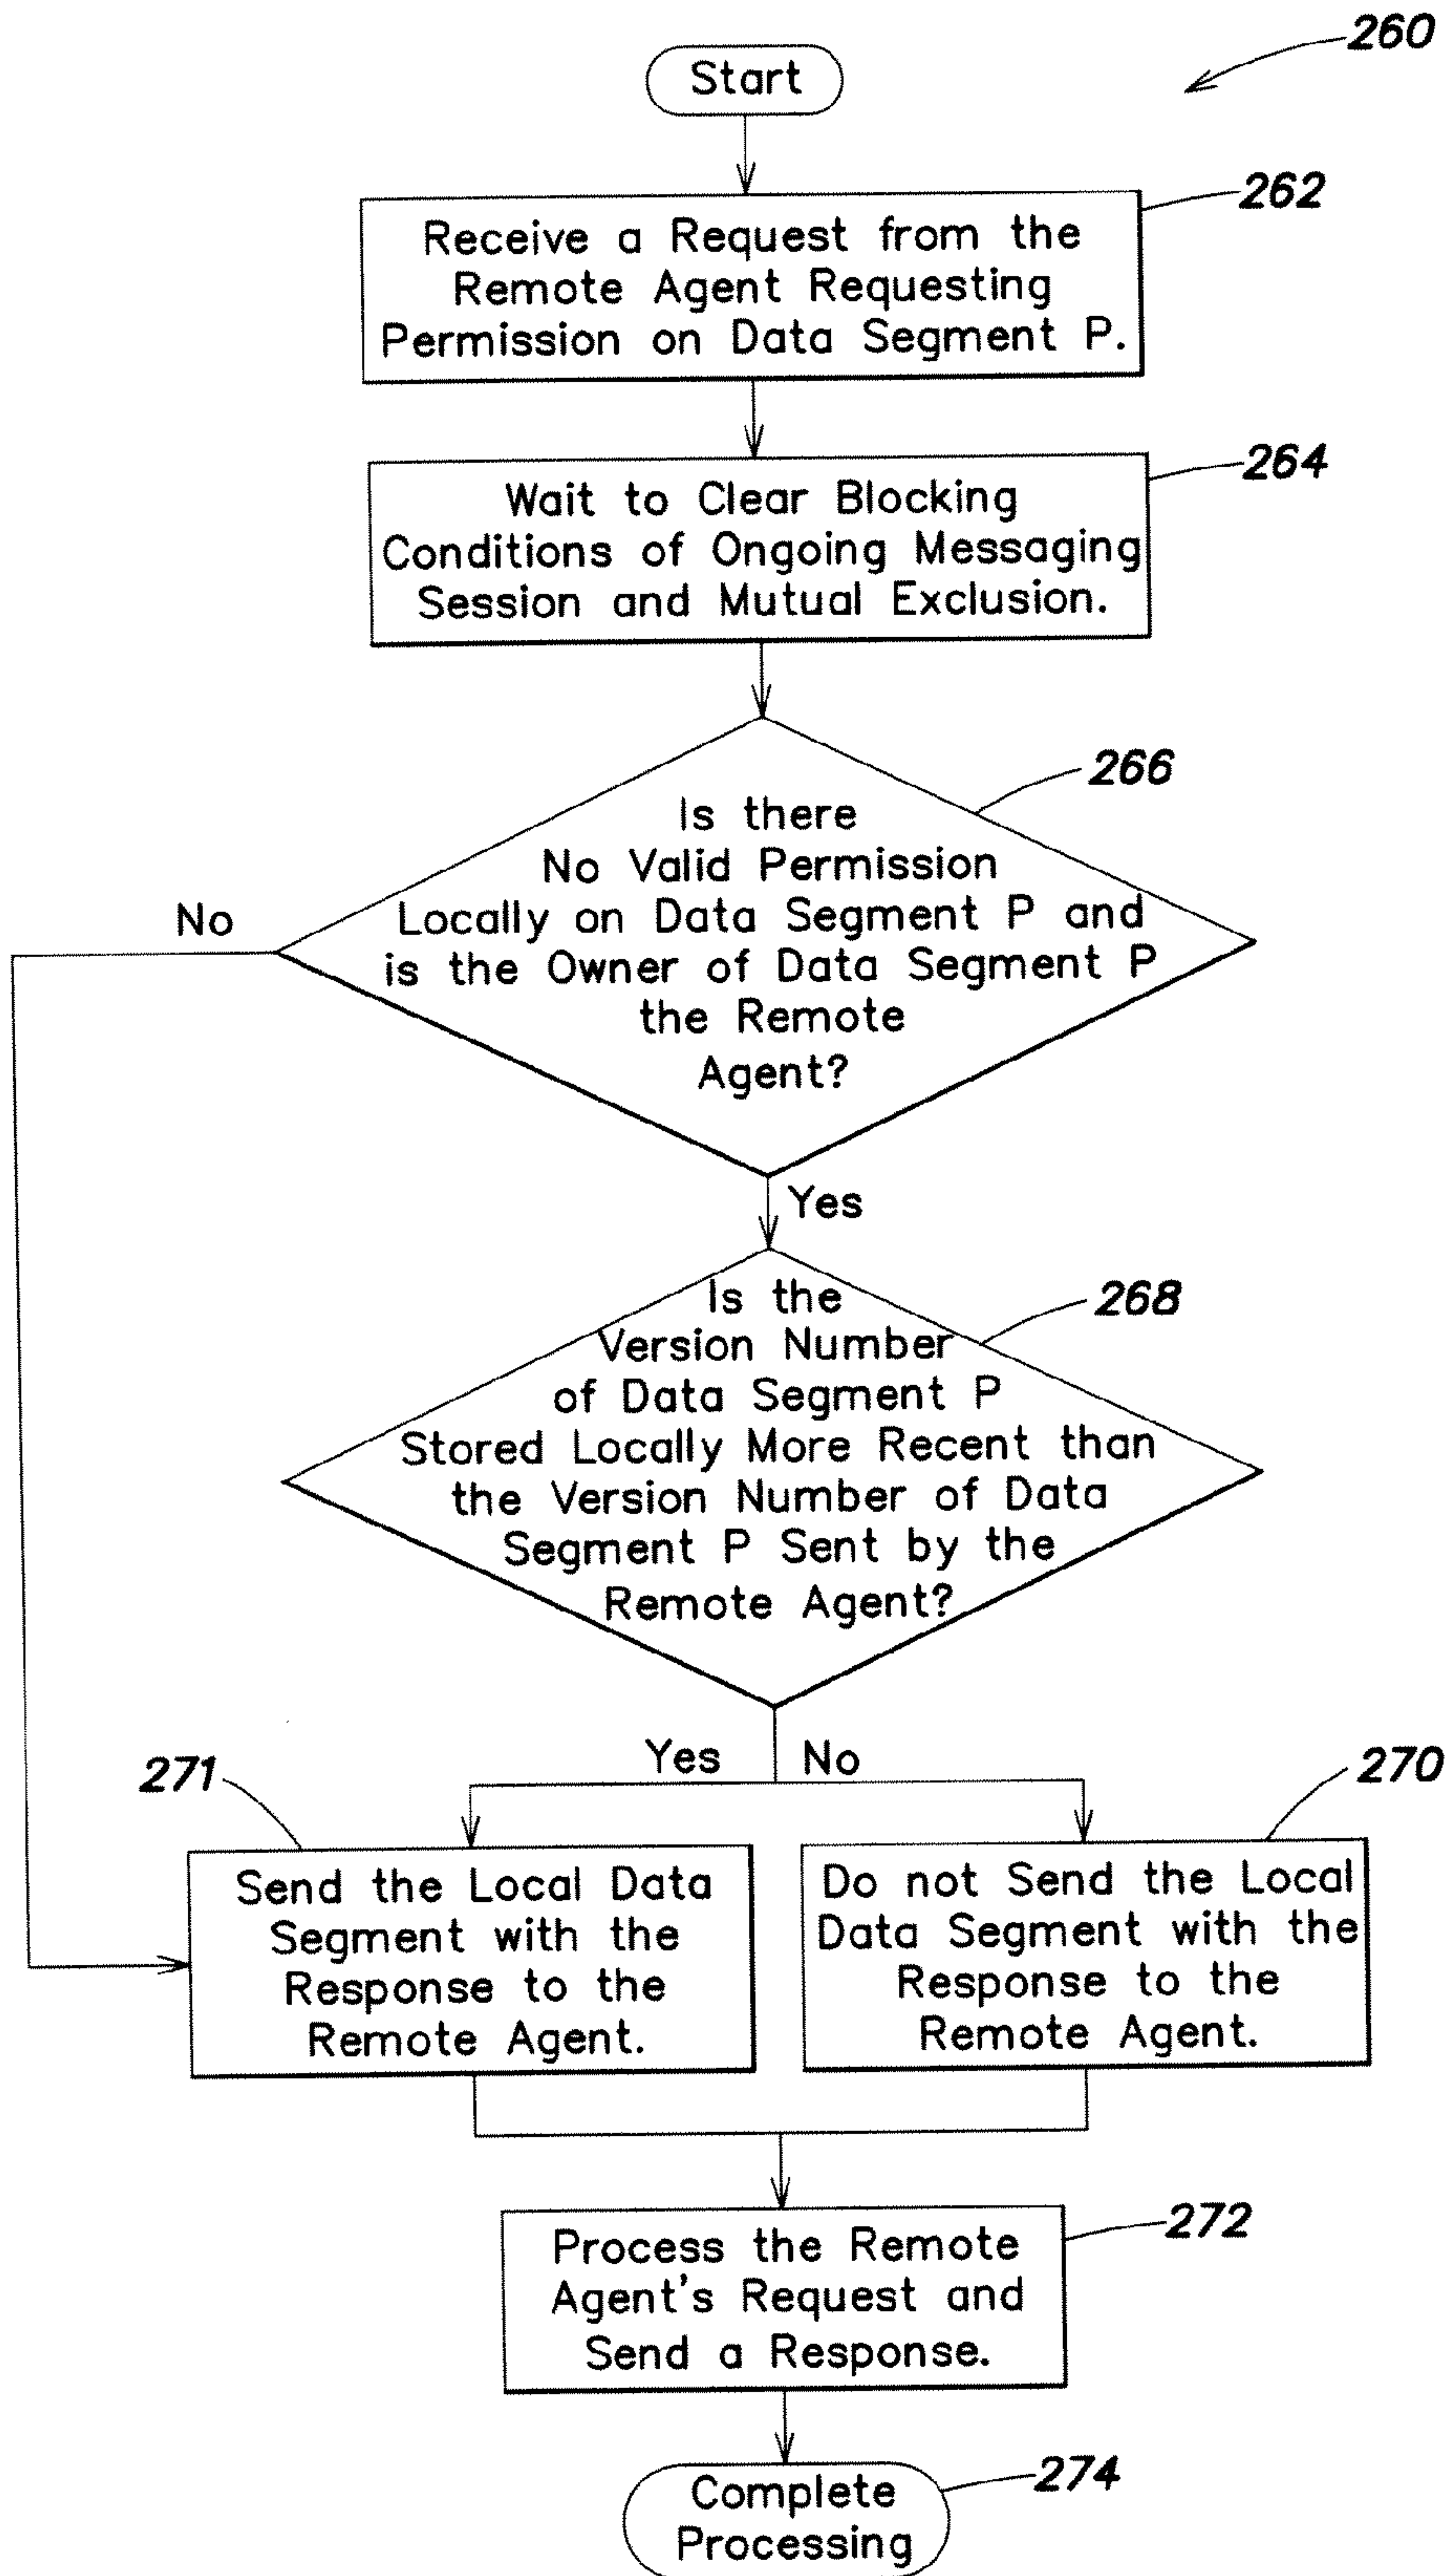 260
Start
262
Receive a Request from the
Remote Agent Requesting
Permission on Data Segment P.
264
Wait to Clear Blocking
Conditions of Ongoing Messaging
Session and Mutual Exclusion.
266
Is there
No Valid Permission
Locally on Data Segment P and
is the Owner of Data Segment P
the Remote
Agent?
No
Yes
268
Is the
Version Number
of Data Segment P
Stored Locally More Recent than
the Version Number of Data
Segment P Sent by the
Remote Agent?
Yes
No
271
270
Send the Local Data
Segment with the
Response to the
Remote Agent.
Do not Send the Local
Data Segment with the
Response to the
Remote Agent.
272
Process the Remote
Agent's Request and
Send a Response.
274
Complete
Processing